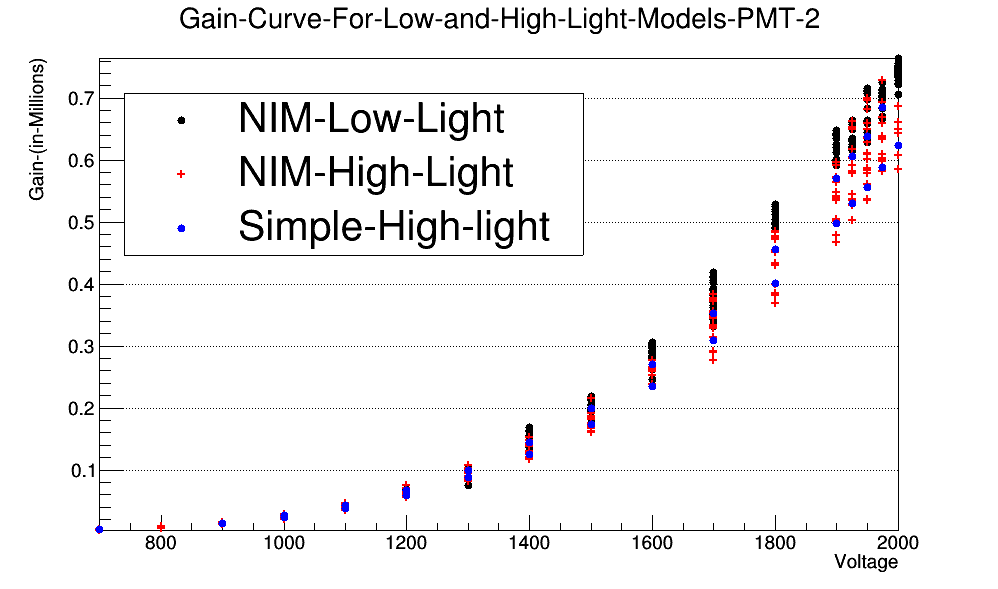 Gain-Curve-For-Low-and-High-Light-Models-PMT-2
Gain-(in-Millions)
NIM-Low-Light
NIM-High-Light
Simple-High-light
0.7
0.6
0.5
0.4
0.3
0.2
0.1
800 1000 1200 1400 1600 1800 2000
Voltage